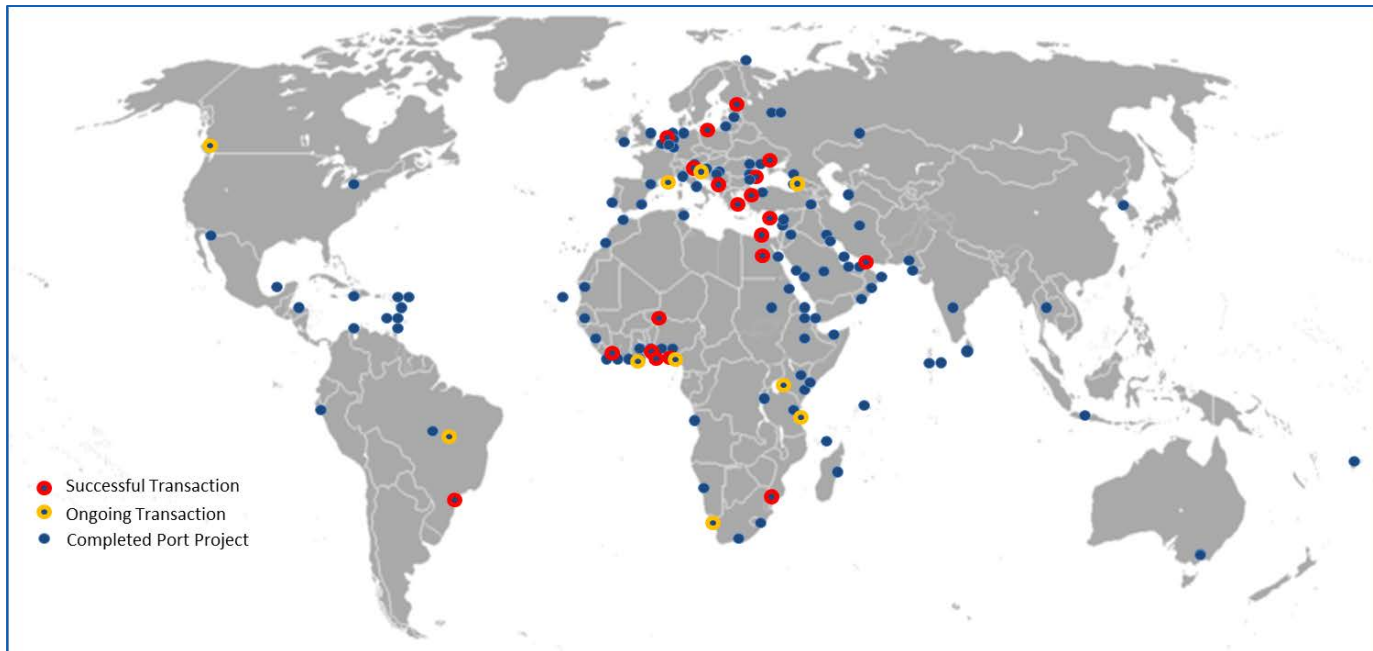 Successful Transaction
Ongoing Transaction
Completed Port Project